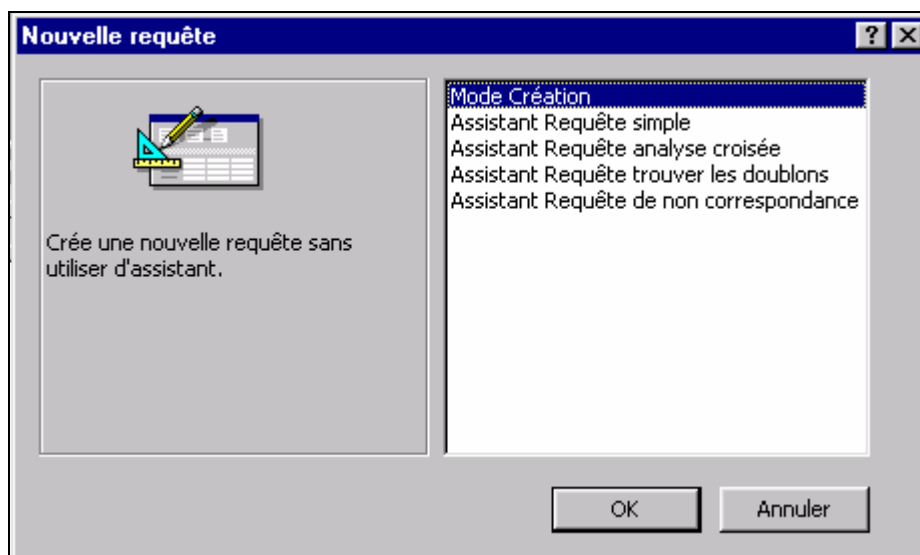 Nouvelle requête
Crée une nouvelle requête sans
utiliser d'assistant.
Mode Création
Assistant Requête simple
Assistant Requête analyse croisée
Assistant Requête trouver les doublons
Assistant Requête de non correspondance
OK
Annuler